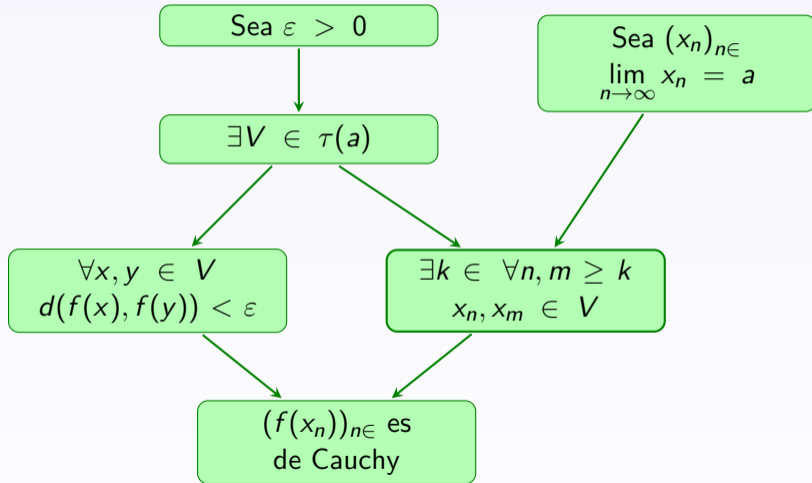 Sea ε > 0
Sea (xₙ)ₙ∈
lim xₙ = a
n→∞
∃V ∈ τ(a)
∀x, y ∈ V
d(f(x), f(y)) < ε
∃k ∈ ∀n, m ≥ k
xₙ, xₘ ∈ V
(f(xₙ))ₙ∈ es
de Cauchy